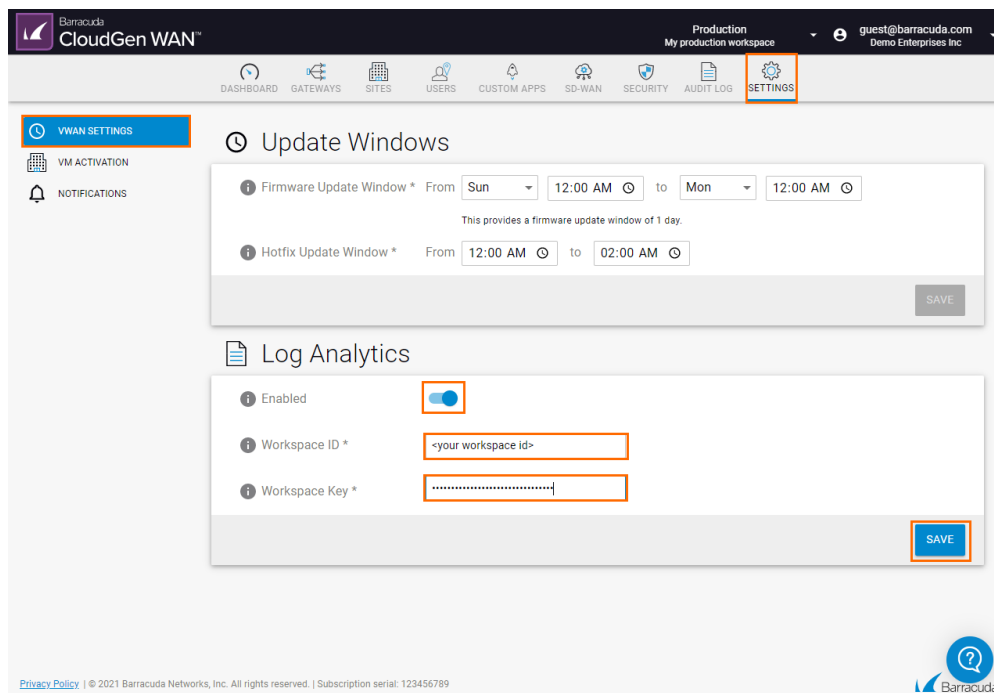 Barracuda
CloudGen WAN™
Production
My production workspace
guest@barracuda.com
Demo Enterprises Inc
DASHBOARD GATEWAYS SITES USERS CUSTOM APPS SD-WAN SECURITY AUDIT LOG SETTINGS
VWAN SETTINGS
VM ACTIVATION
NOTIFICATIONS
Update Windows
Firmware Update Window * From Sun 12:00 AM to Mon 12:00 AM
This provides a firmware update window of 1 day.
Hotfix Update Window * From 12:00 AM to 02:00 AM
SAVE
Log Analytics
Enabled
Workspace ID * <your workspace id>
Workspace Key *
SAVE
Privacy Policy | © 2021 Barracuda Networks, Inc. All rights reserved. | Subscription serial: 123456789
Barracuda